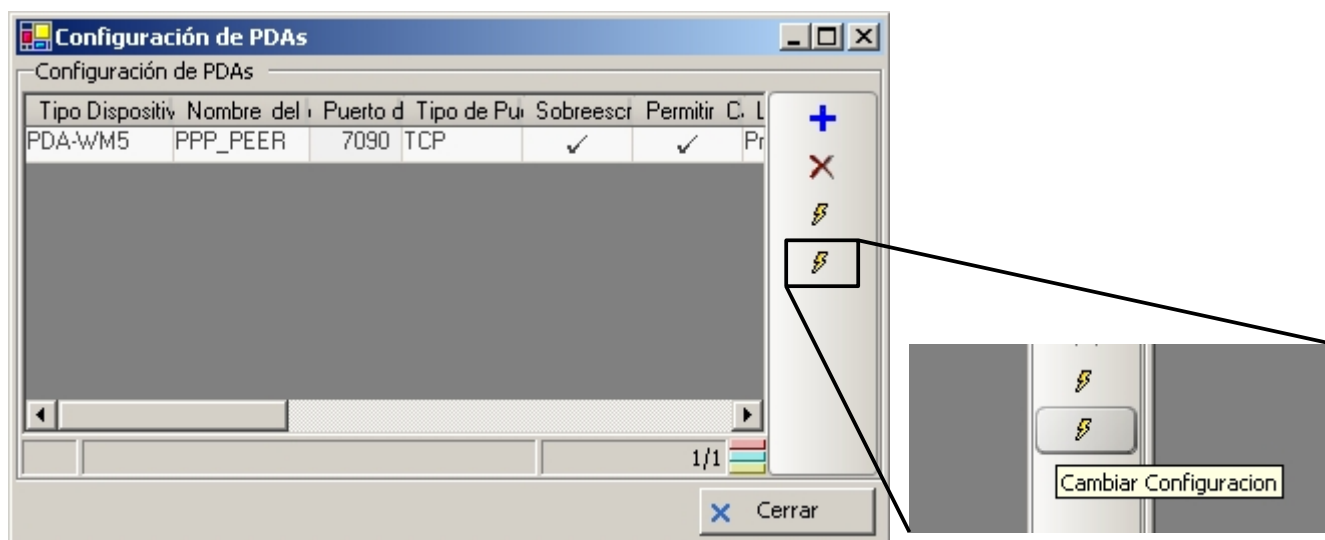 Configuración de PDAs
Configuración de PDAs
Tipo Dispositiv Nombre del Puerto d Tipo de Pu Sobreescr Permitir C. L
PDA-WM5 PPP_PEER 7090 TCP Pr
1/1
Cerrar
Cambiar Configuracion